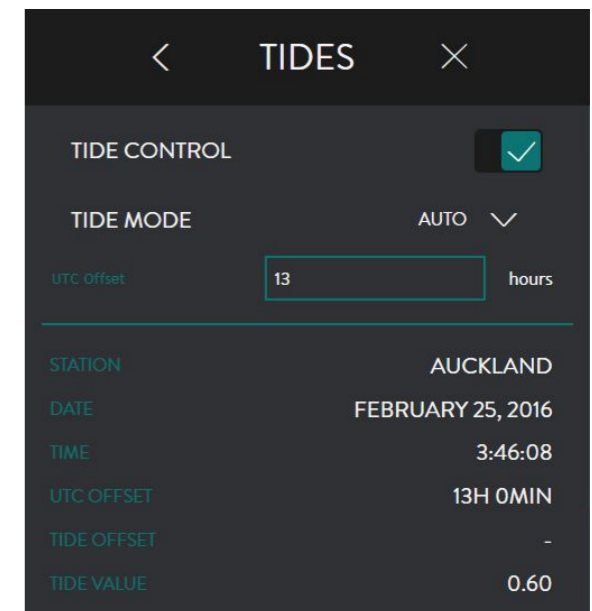 TIDES
TIDE CONTROL
TIDE MODE AUTO
UTC Offset 13 hours
STATION AUCKLAND
DATE FEBRUARY 25, 2016
TIME 3:46:08
UTC OFFSET 13H 0MIN
TIDE OFFSET -
TIDE VALUE 0.60